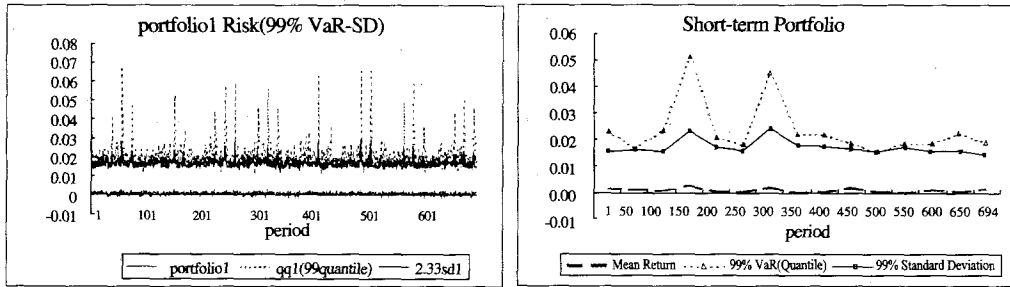 portfolio1 Risk(99% VaR-SD)
0.08
0.07
0.06
0.05
0.04
0.03
0.02
0.01
0
-0.01
1 101 201 301 401 501 601
period
portfolio1 qq1(99quantile) 2.33sd1
Short-term Portfolio
0.06
0.05
0.04
0.03
0.02
0.01
0.00
-0.01
1 50 100 150 200 250 300 350 400 450 500 550 600 650 694
period
Mean Return 99% VaR(Quantile) 99% Standard Deviation